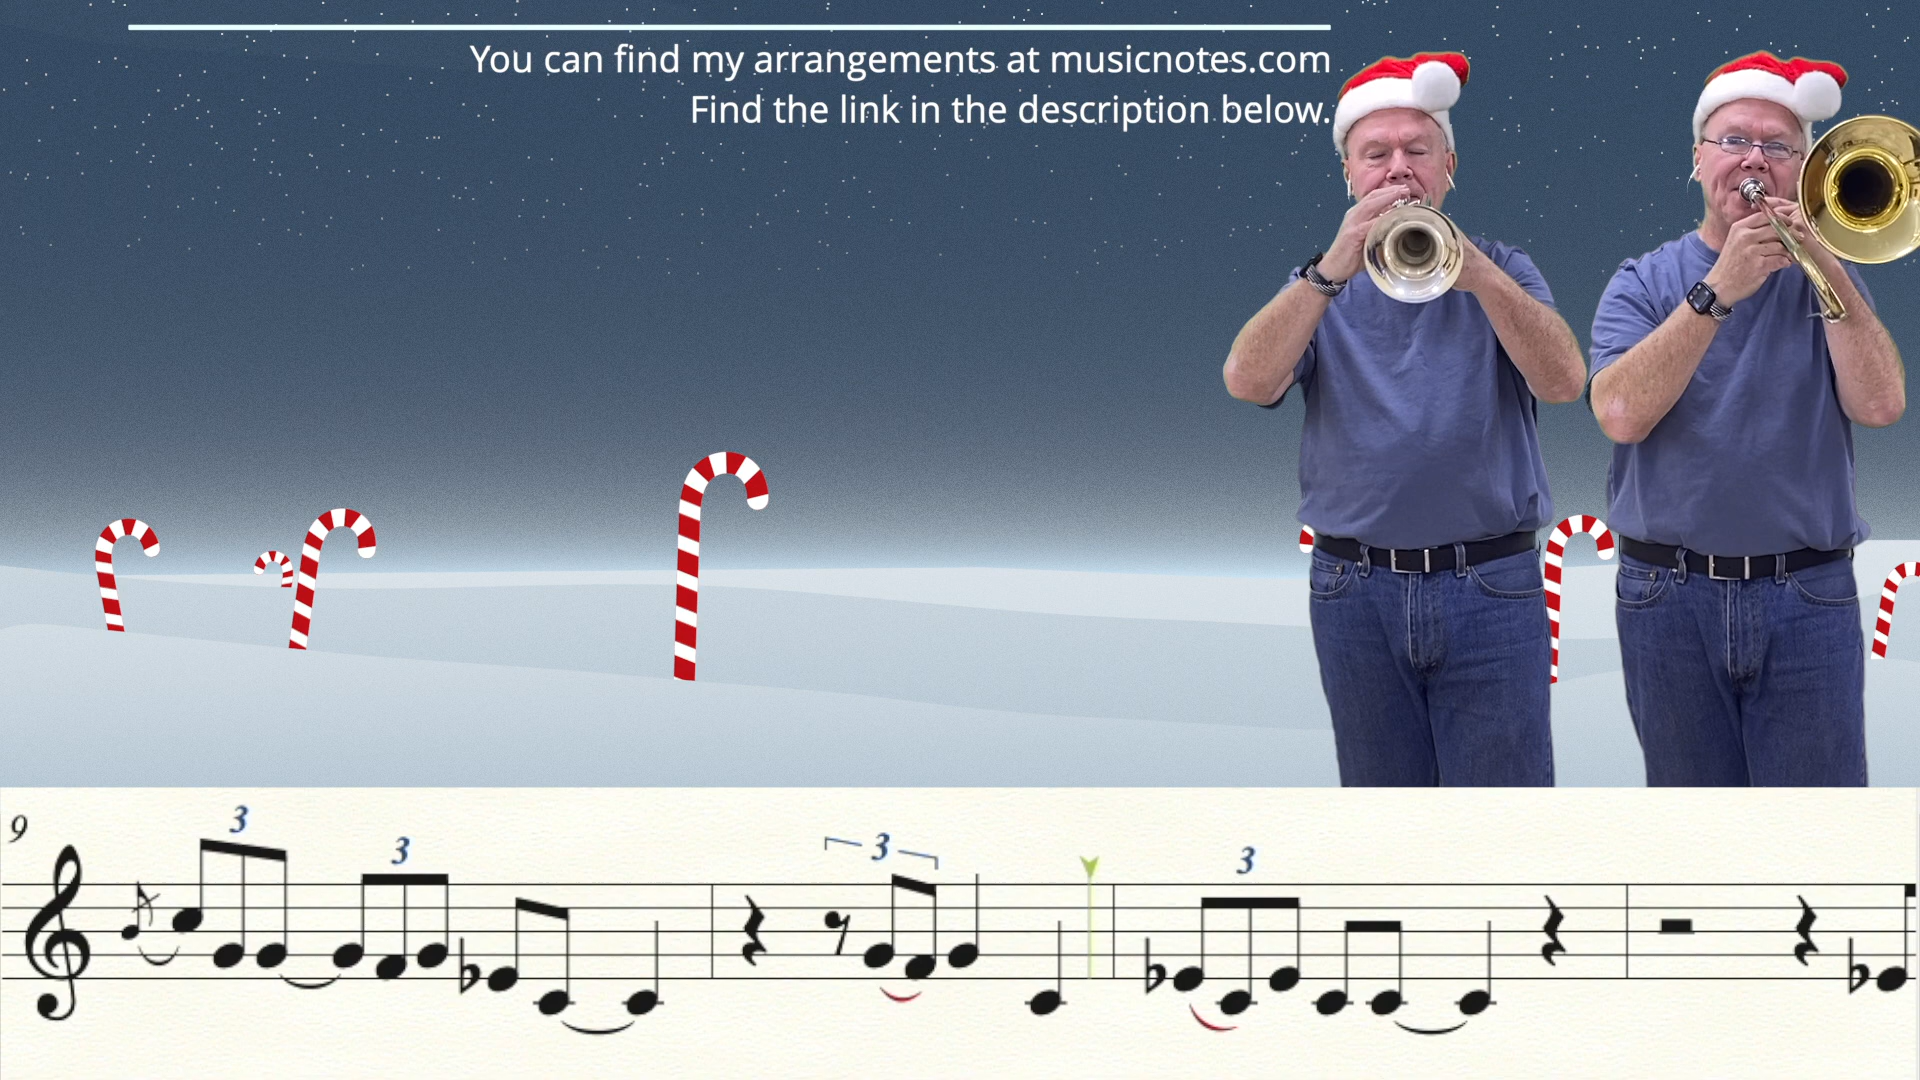 You can find my arrangements at musicnotes.com
Find the link in the description below.
9
3
3
3
3